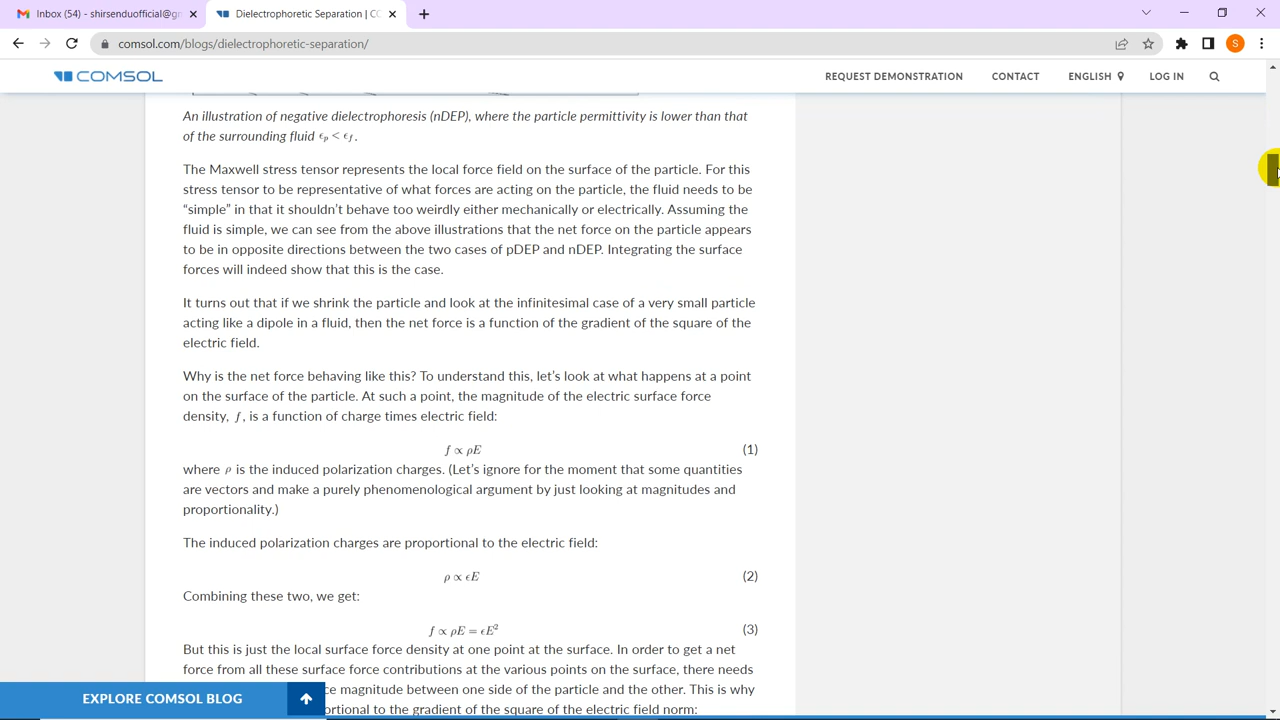 Inbox (54) - shirsenduofficial@g
Dielectrophoretic Separation | CC
comsol.com/blogs/dielectrophoretic-separation/
S
COMSOL
REQUEST DEMONSTRATION
CONTACT
ENGLISH
LOG IN
An illustration of negative dielectrophoresis (nDEP), where the particle permittivity is lower than that
of the surrounding fluid ϵp < ϵf.
The Maxwell stress tensor represents the local force field on the surface of the particle. For this
stress tensor to be representative of what forces are acting on the particle, the fluid needs to be
“simple” in that it shouldn’t behave too weirdly either mechanically or electrically. Assuming the
fluid is simple, we can see from the above illustrations that the net force on the particle appears
to be in opposite directions between the two cases of pDEP and nDEP. Integrating the surface
forces will indeed show that this is the case.
It turns out that if we shrink the particle and look at the infinitesimal case of a very small particle
acting like a dipole in a fluid, then the net force is a function of the gradient of the square of the
electric field.
Why is the net force behaving like this? To understand this, let’s look at what happens at a point
on the surface of the particle. At such a point, the magnitude of the electric surface force
density, f, is a function of charge times electric field:
f ∝ ρE (1)
where ρ is the induced polarization charges. (Let’s ignore for the moment that some quantities
are vectors and make a purely phenomenological argument by just looking at magnitudes and
proportionality.)
The induced polarization charges are proportional to the electric field:
ρ ∝ ϵE (2)
Combining these two, we get:
f ∝ ρE = ϵE² (3)
But this is just the local surface force density at one point at the surface. In order to get a net
force from all these surface force contributions at the various points on the surface, there needs
ce magnitude between one side of the particle and the other. This is why
ortional to the gradient of the square of the electric field norm:
EXPLORE COMSOL BLOG